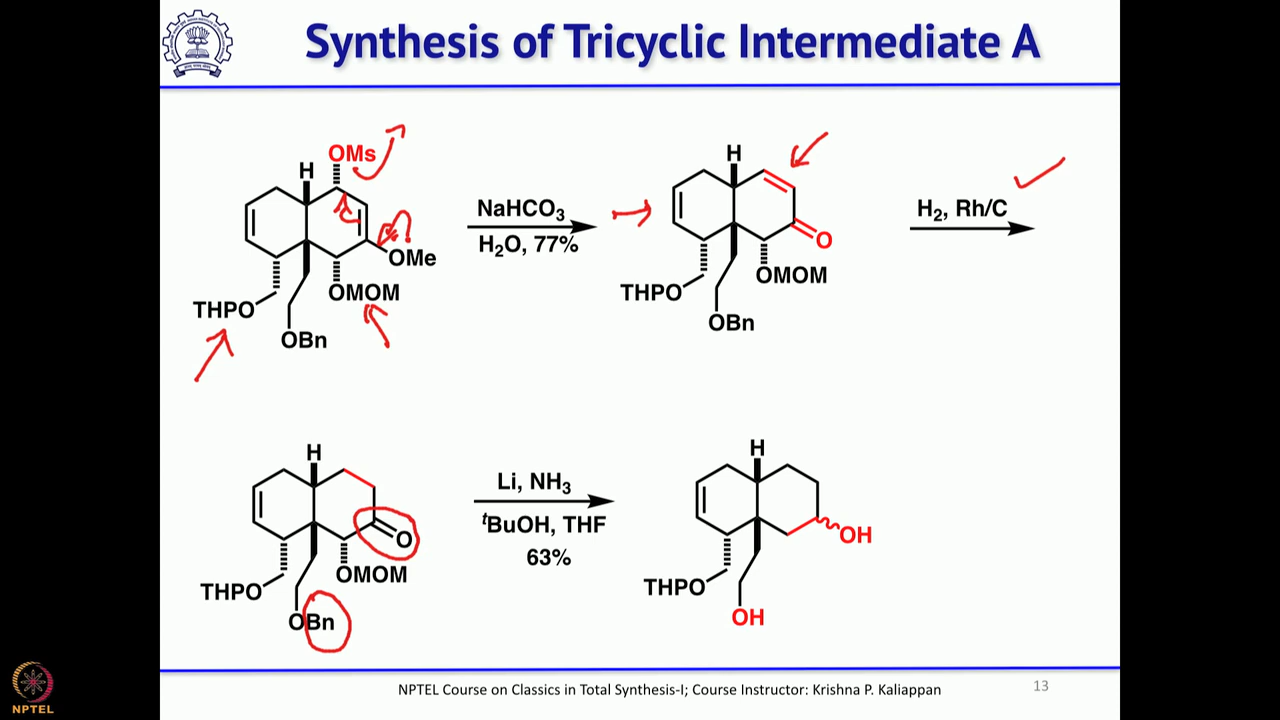 Synthesis of Tricyclic Intermediate A
OMs
H
OMe
OMOM
THPO
OBn
NaHCO₃
H₂O, 77%
H
O
OMOM
THPO
OBn
H₂, Rh/C
H
O
OMOM
THPO
OBn
Li, NH₃
ᵗBuOH, THF
63%
H
OH
THPO
OH
NPTEL Course on Classics in Total Synthesis-I; Course Instructor: Krishna P. Kaliappan
13
NPTEL